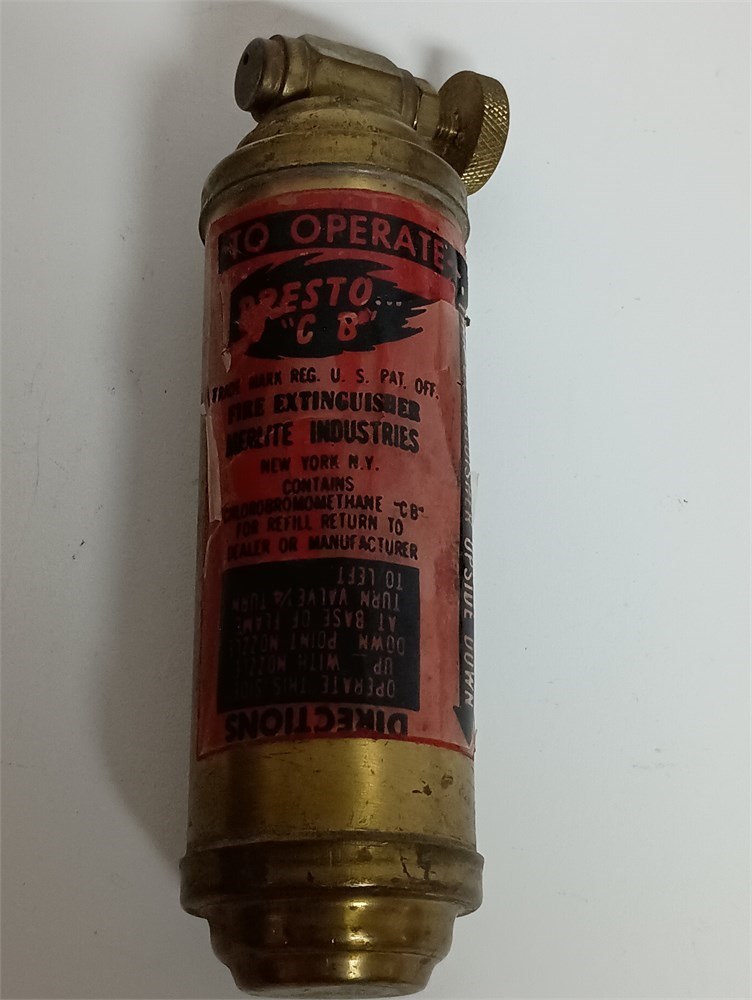 TO OPERATE
PRESTO...
"C B"
TRADE MARK REG. U. S. PAT. OFF.
FIRE EXTINGUISHER
MERLITE INDUSTRIES
NEW YORK N.Y.
CONTAINS
CHLOROBROMOMETHANE "CB"
FOR REFILL RETURN TO
DEALER OR MANUFACTURER
DIRECTIONS
OPERATE THIS SIDE
UP WITH NOZZLE
DOWN POINT NOZZLE
AT BASE OF FLAME
TURN VALVE 1/4 TURN
TO LEFT
UPSIDE DOWN